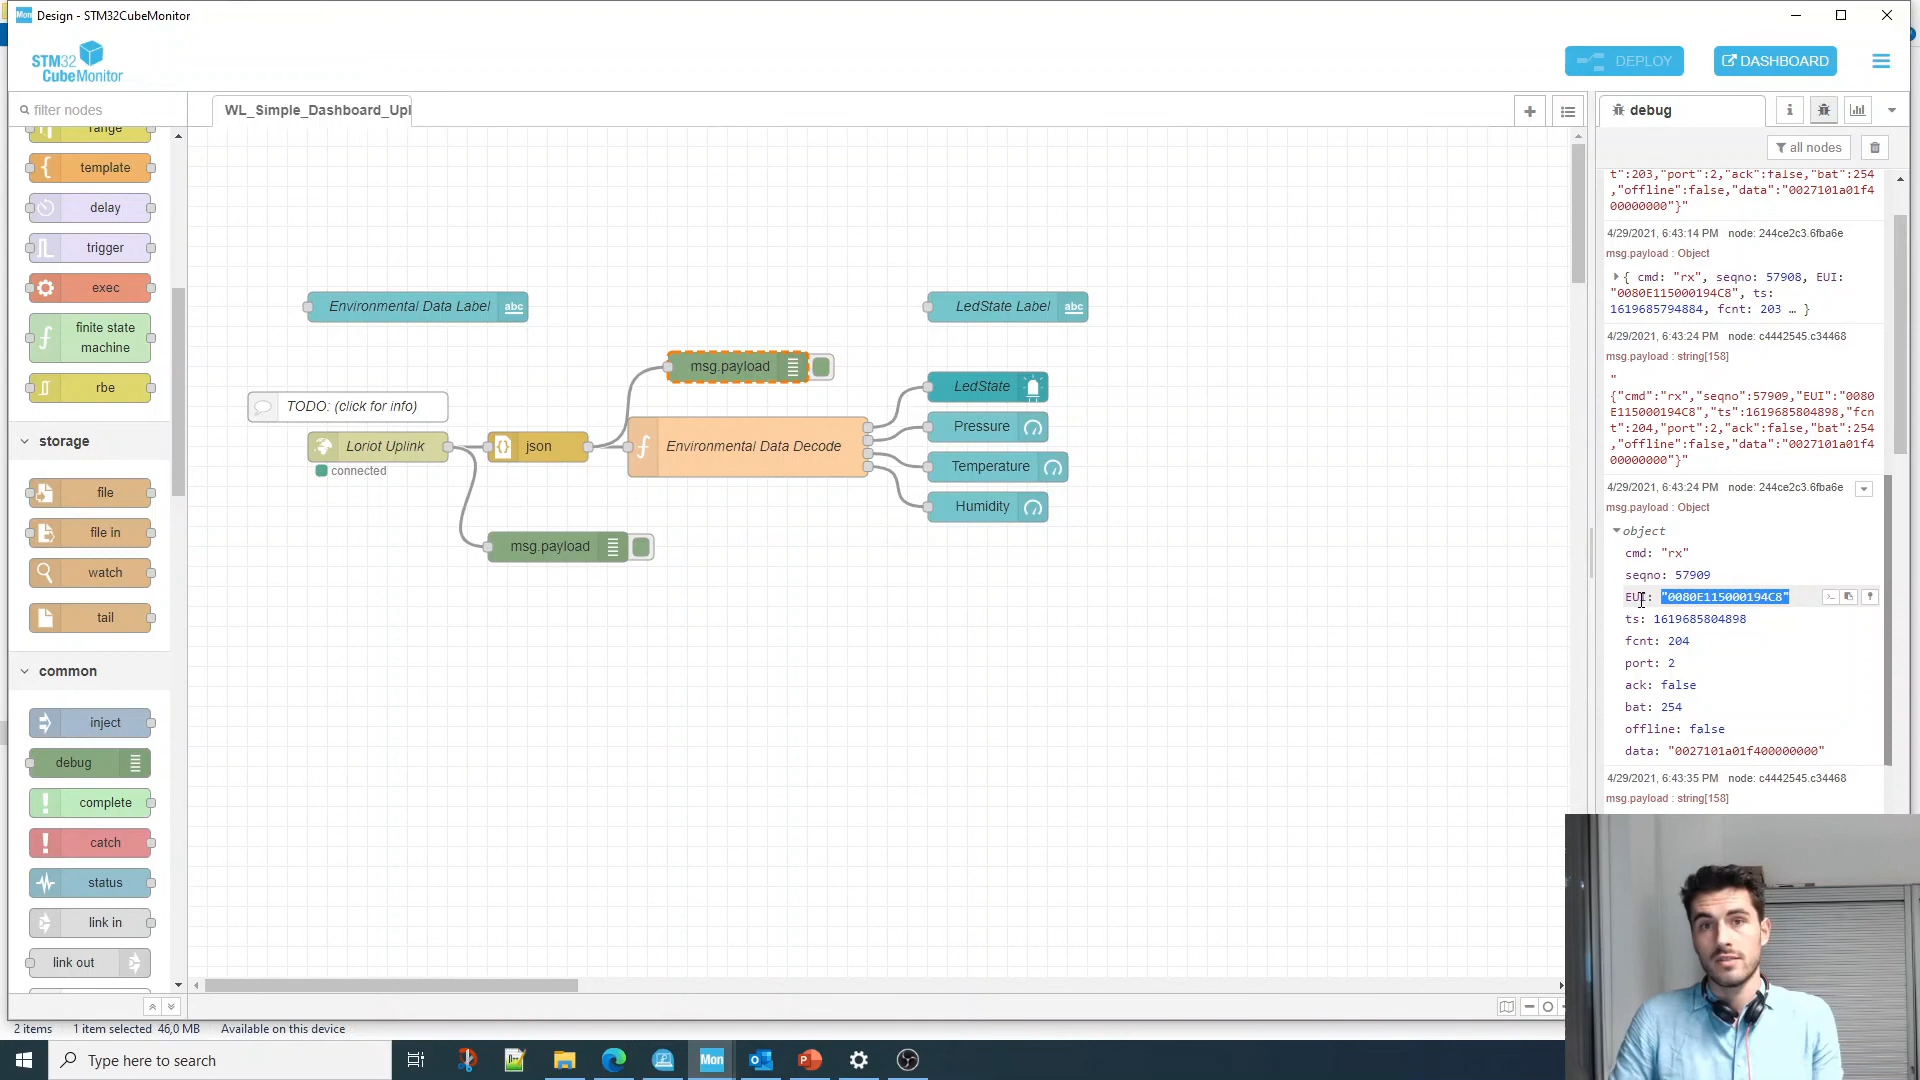 Mon
Design - STM32CubeMonitor
STM32
CubeMonitor
DEPLOY
DASHBOARD
filter nodes
WL_Simple_Dashboard_Upl
debug
i
all nodes
range
template
delay
trigger
exec
finite state
machine
rbe
storage
file
file in
watch
tail
common
inject
debug
complete
catch
status
link in
link out
Environmental Data Label
abc
LedState Label
abc
msg.payload
TODO: (click for info)
Loriot Uplink
connected
json
Environmental Data Decode
msg.payload
LedState
Pressure
Temperature
Humidity
t":203,"port":2,"ack":false,"bat":254
,"offline":false,"data":"0027101a01f4
00000000"}"
4/29/2021, 6:43:14 PM node: 244ce2c3.6fba6e
msg.payload : Object
{ cmd: "rx", seqno: 57908, EUI:
"0080E115000194C8", ts:
1619685794884, fcnt: 203 … }
4/29/2021, 6:43:24 PM node: c4442545.c34468
msg.payload : string[158]
"
{"cmd":"rx","seqno":57909,"EUI":"0080
E115000194C8","ts":1619685804898,"fcn
t":204,"port":2,"ack":false,"bat":254
,"offline":false,"data":"0027101a01f4
00000000"}"
4/29/2021, 6:43:24 PM node: 244ce2c3.6fba6e
msg.payload : Object
object
cmd: "rx"
seqno: 57909
EUI: "0080E115000194C8"
ts: 1619685804898
fcnt: 204
port: 2
ack: false
bat: 254
offline: false
data: "0027101a01f400000000"
4/29/2021, 6:43:35 PM node: c4442545.c34468
msg.payload : string[158]
2 items 1 item selected 46,0 MB Available on this device
Type here to search
Mon